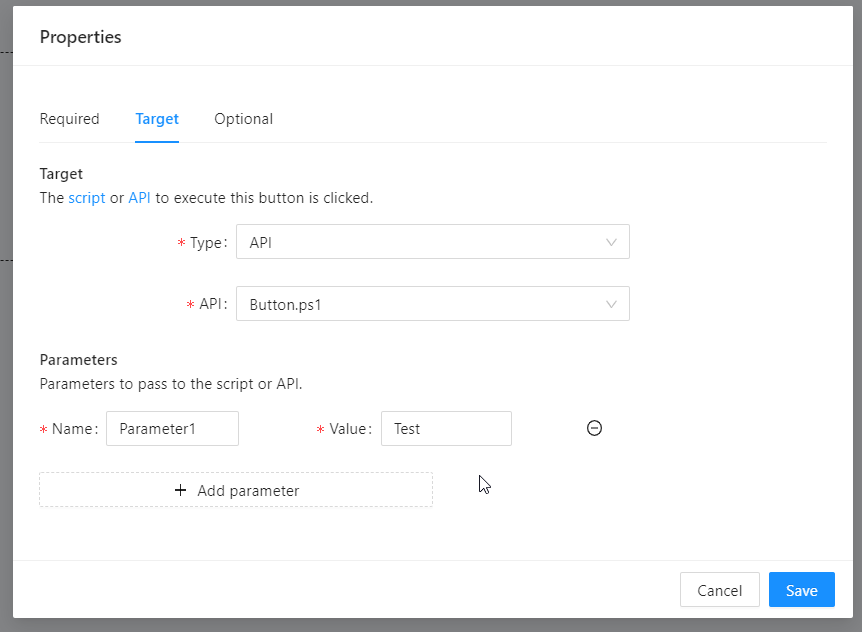 Properties
Required Target Optional
Target
The script or API to execute this button is clicked.
* Type: API
* API: Button.ps1
Parameters
Parameters to pass to the script or API.
* Name: Parameter1 * Value: Test
+ Add parameter
Cancel Save